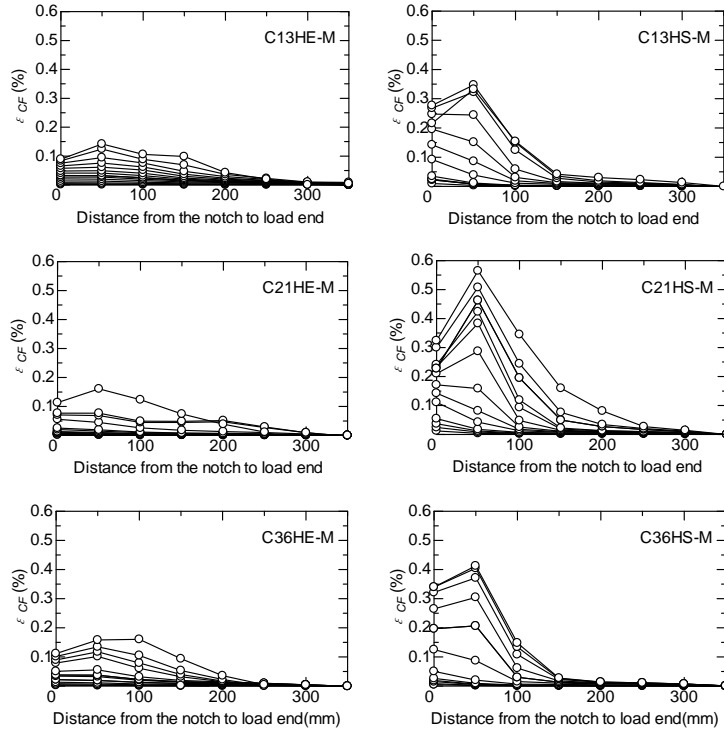 0.6
0.5
0.4
0.3
0.2
0.1
ε CF (%)
C13HE-M
0 100 200 300
Distance from the notch to load end
0.6
0.5
0.4
0.3
0.2
0.1
ε CF (%)
C13HS-M
0 100 200 300
Distance from the notch to load end
0.6
0.5
0.4
0.3
0.2
0.1
ε CF (%)
C21HE-M
0 100 200 300
Distance from the notch to load end
0.6
0.5
0.4
0.3
0.2
0.1
ε CF (%)
C21HS-M
0 100 200 300
Distance from the notch to load end
0.6
0.5
0.4
0.3
0.2
0.1
ε CF (%)
C36HE-M
0 100 200 300
Distance from the notch to load end(mm)
0.6
0.5
0.4
0.3
0.2
0.1
ε CF (%)
C36HS-M
0 100 200 300
Distance from the notch to load end(mm)